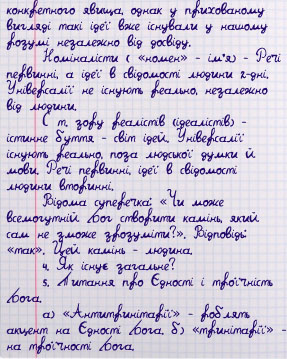 конкретного явища, однак у прихованому
вигляді такі ідеї вже існували у нашому
розумі незалежно від досвіду.
Номіналісти ( «номен» - ім'я) - Речі
первинні, а ідеї в свідомості людини 2-дні.
Універсалії не існують реально, незалежно
від людини.
С т. зору реалістів (ідеалістів) -
істинне буття - світ ідей. Універсалії
існують реально, поза людської думки й
мови. Речі первинні, ідеї в свідомості
людини вторинні.
Відома суперечка: «Чи може
всемогутній Бог створити камінь, який
сам не зможе зрозуміти?». Відповідь:
«так». Цей камінь - людина.
4. Як існує загальне?
5. Питання про Єдності і троїчність
Бога.
а) «Антитринітарії» - роблять
акцент на Єдності Бога. б) «тринітарії» -
на троїчності Бога.